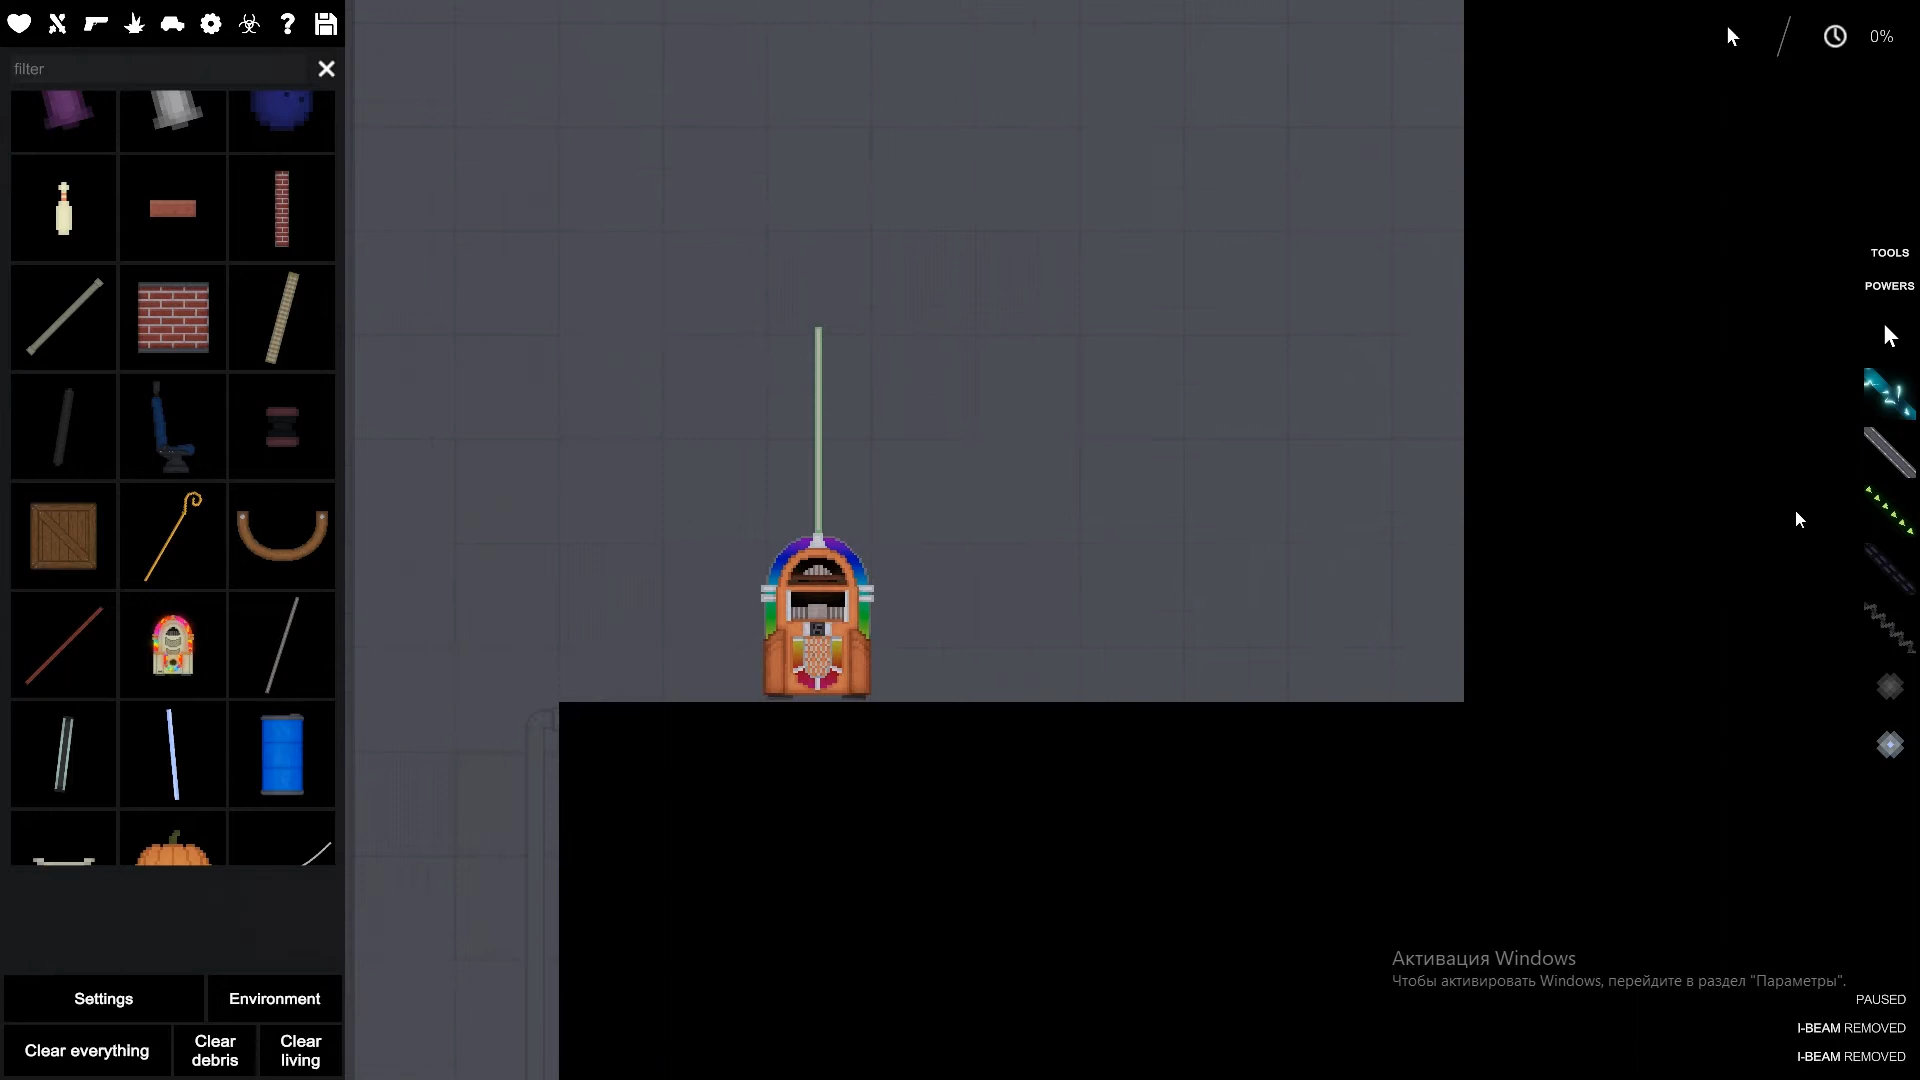 filter
0%
TOOLS
POWERS
Settings
Environment
Clear everything
Clear
debris
Clear
living
Активация Windows
Чтобы активировать Windows, перейдите в раздел "Параметры".
PAUSED
I-BEAM REMOVED
I-BEAM REMOVED